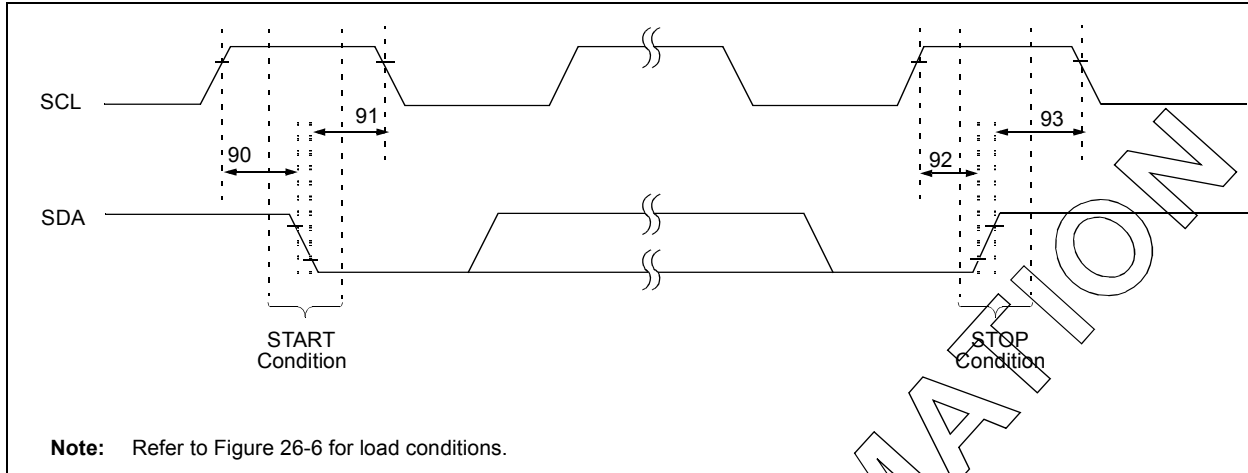 SCL
91
93
90
92
SDA
START
Condition
STOP
Condition
Note: Refer to Figure 26-6 for load conditions.
MATION